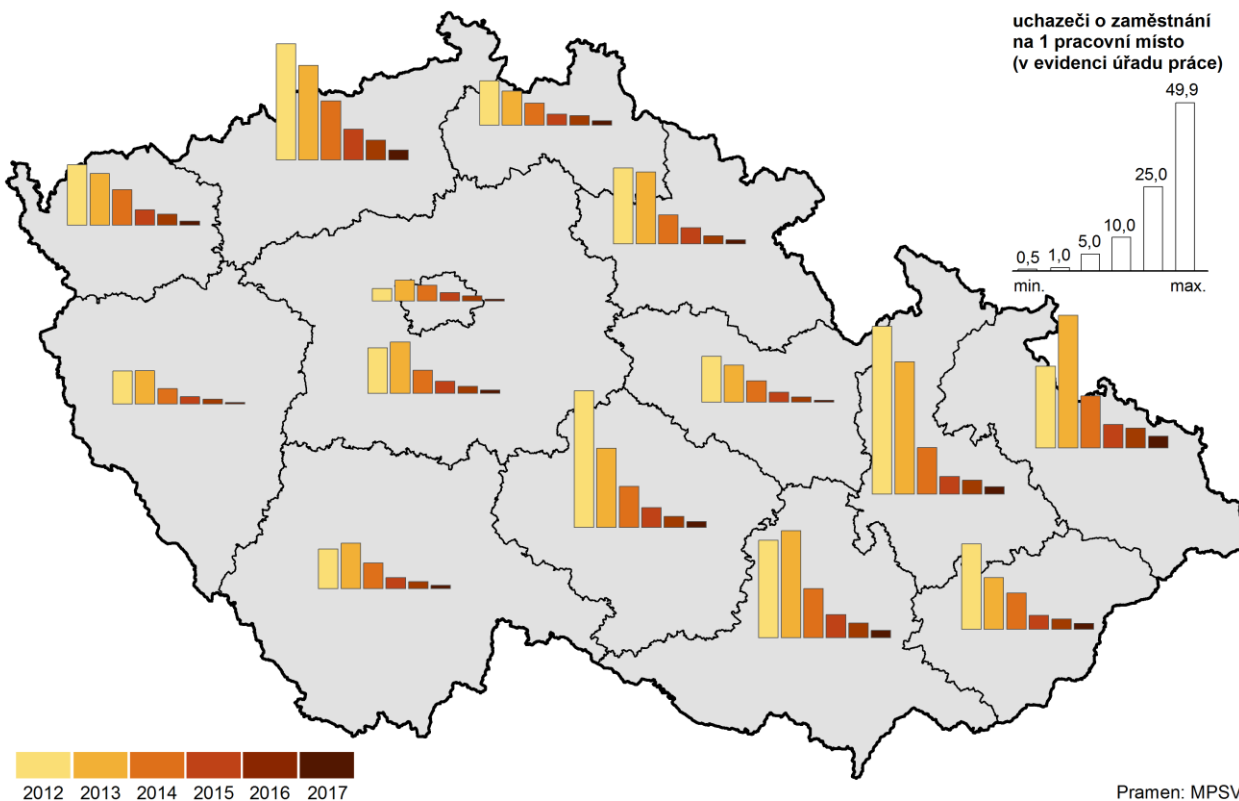 uchazeči o zaměstnání
na 1 pracovní místo
(v evidenci úřadu práce)
49,9
25,0
10,0
5,0
1,0
0,5
min.
max.
2012 2013 2014 2015 2016 2017
Pramen: MPSV